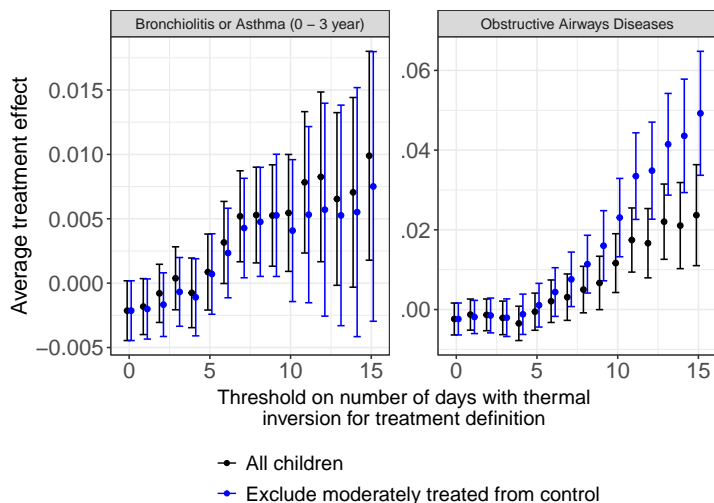 Bronchiolitis or Asthma (0 – 3 year)
Obstructive Airways Diseases
Average treatment effect
0.015
0.010
0.005
0.000
−0.005
.06
.04
.02
.00
0 5 10 15
0 5 10 15
Threshold on number of days with thermal
inversion for treatment definition
All children
Exclude moderately treated from control